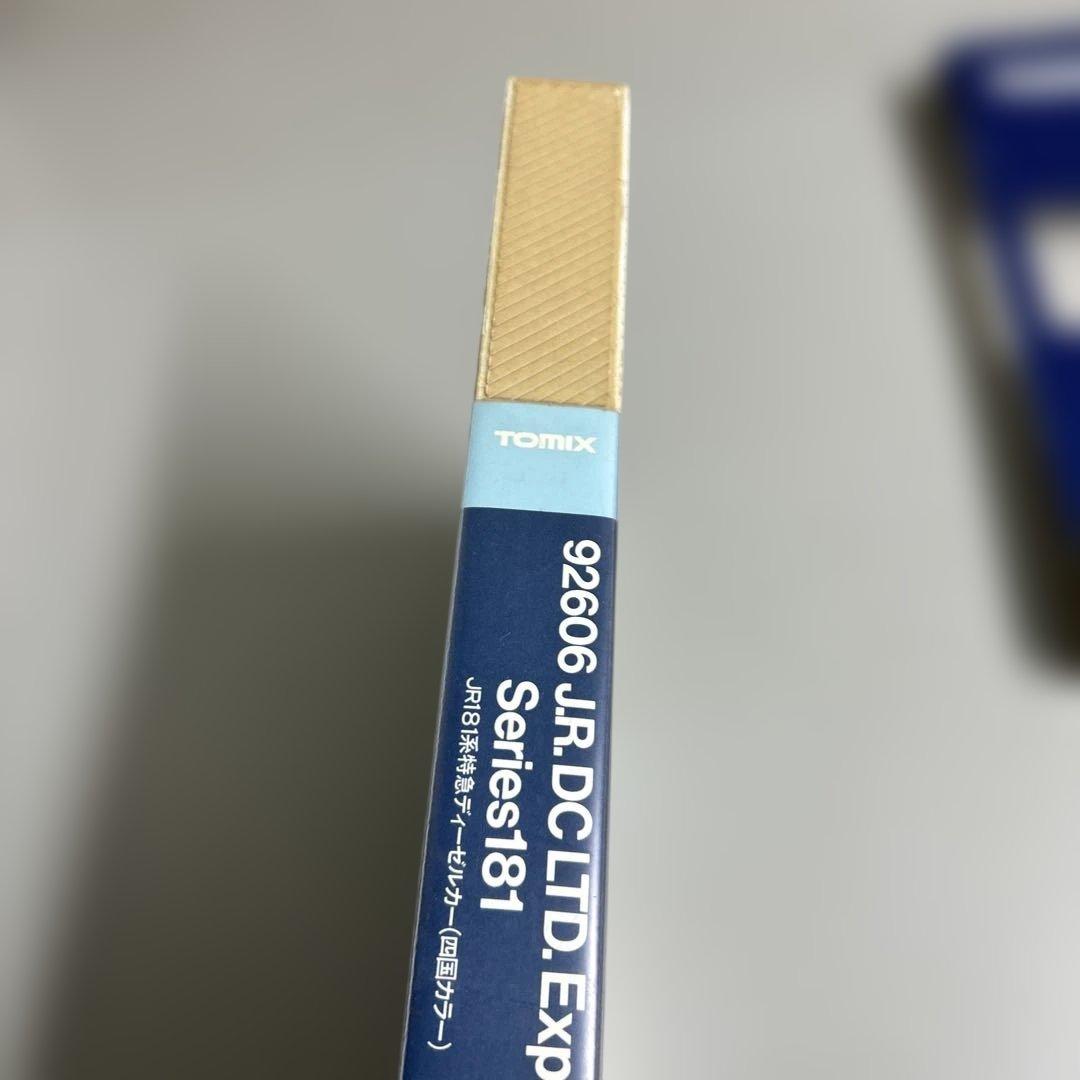 TOMIX
92606 J.R. DC LTD. Exp
Series181
JR181系特急ディーゼルカー(四国カラー)